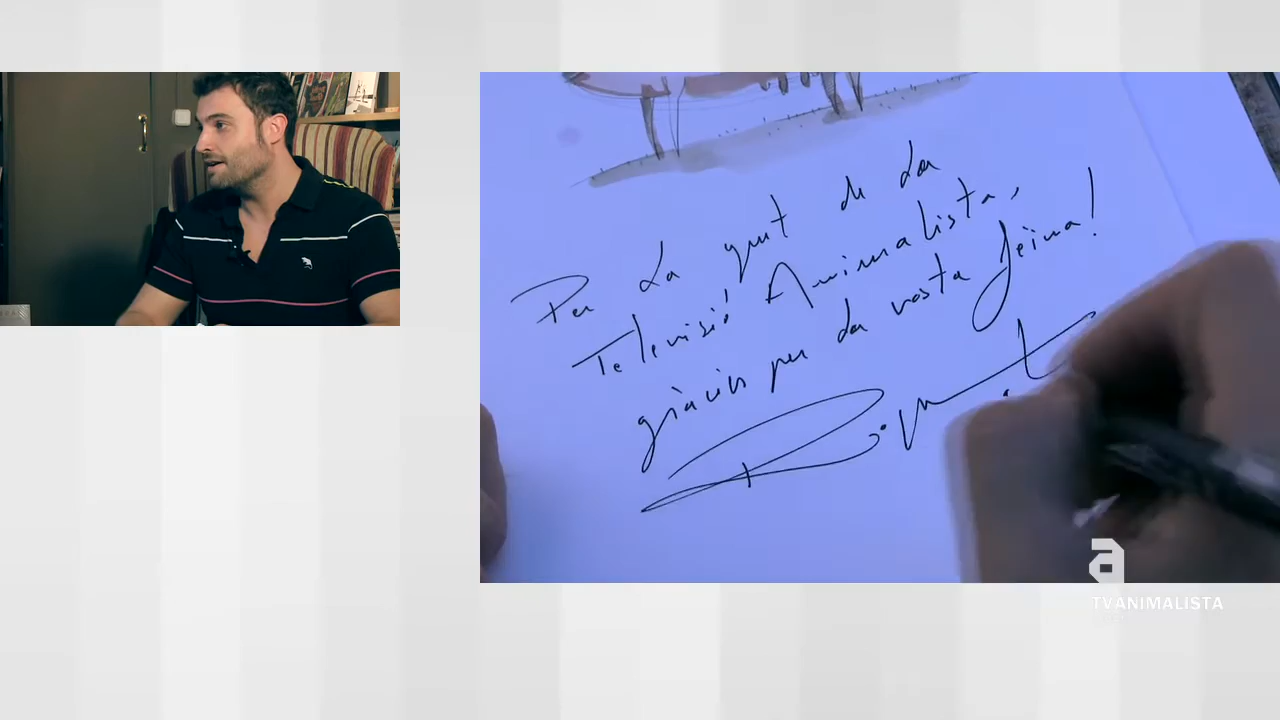 Per la gent de la
Televisió Animalista,
gràcies per la vostra feina!
a
TVANIMALISTA